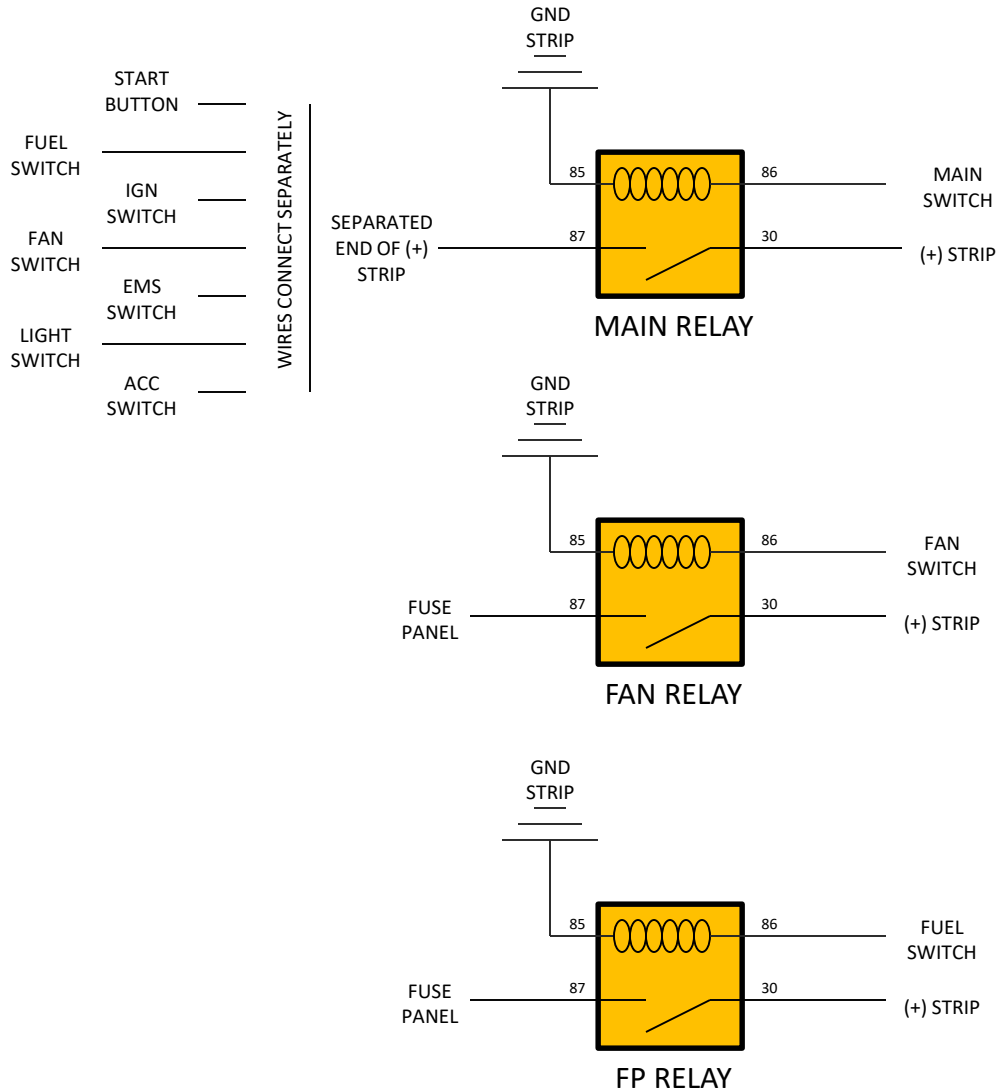 START
BUTTON
FUEL
SWITCH
IGN
SWITCH
FAN
SWITCH
EMS
SWITCH
LIGHT
SWITCH
ACC
SWITCH
WIRES CONNECT SEPARATELY
SEPARATED
END OF (+)
STRIP
GND
STRIP
85
86
87
30
MAIN
SWITCH
(+) STRIP
MAIN RELAY
GND
STRIP
85
86
87
30
FAN
SWITCH
FUSE
PANEL
(+) STRIP
FAN RELAY
GND
STRIP
85
86
87
30
FUEL
SWITCH
FUSE
PANEL
(+) STRIP
FP RELAY